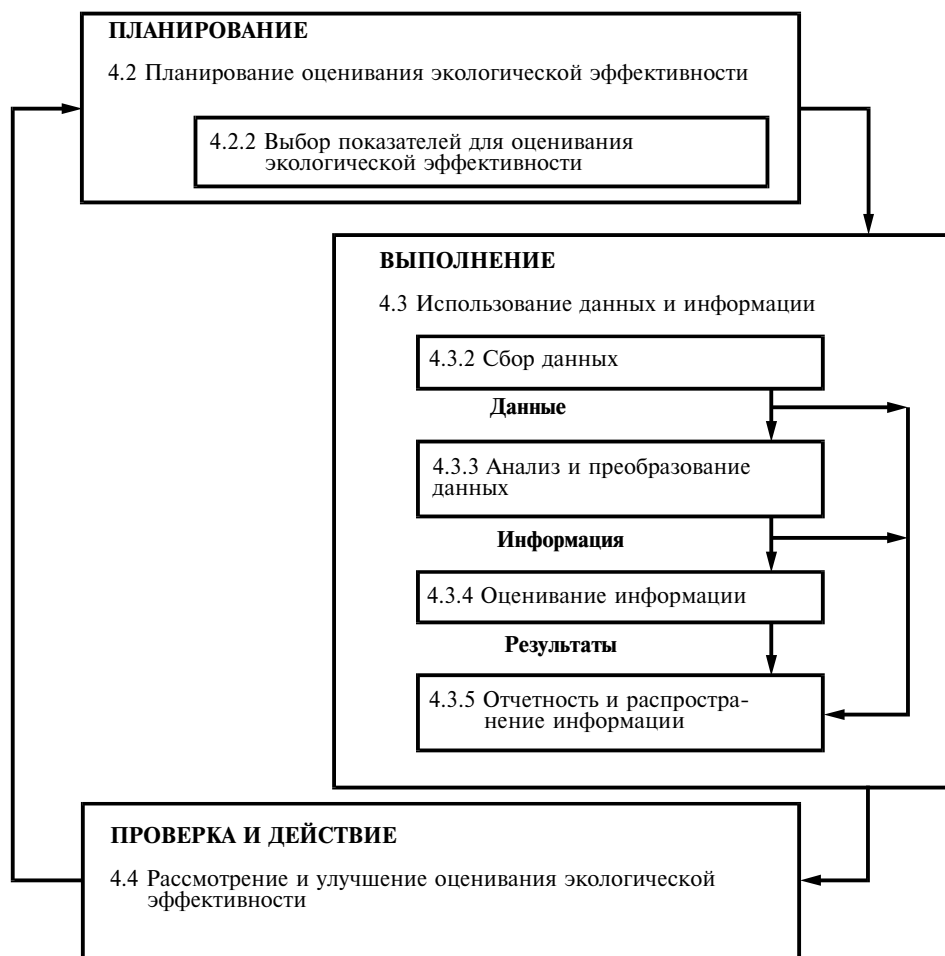 ПЛАНИРОВАНИЕ
4.2 Планирование оценивания экологической эффективности
4.2.2 Выбор показателей для оценивания
экологической эффективности
ВЫПОЛНЕНИЕ
4.3 Использование данных и информации
4.3.2 Сбор данных
Данные
4.3.3 Анализ и преобразование
данных
Информация
4.3.4 Оценивание информации
Результаты
4.3.5 Отчетность и распростра-
нение информации
ПРОВЕРКА И ДЕЙСТВИЕ
4.4 Рассмотрение и улучшение оценивания экологической
эффективности